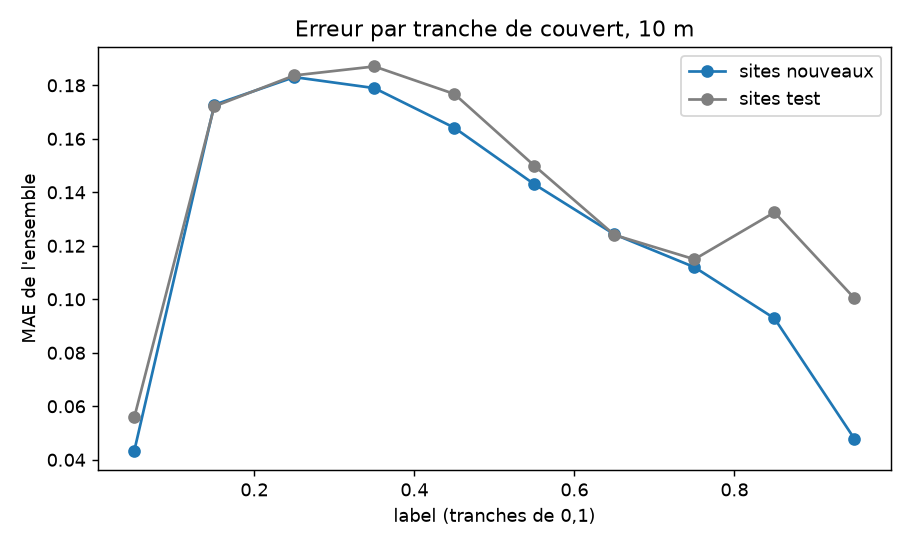 Erreur par tranche de couvert, 10 m
sites nouveaux
sites test
MAE de l'ensemble
0.18
0.16
0.14
0.12
0.10
0.08
0.06
0.04
0.2 0.4 0.6 0.8
label (tranches de 0,1)